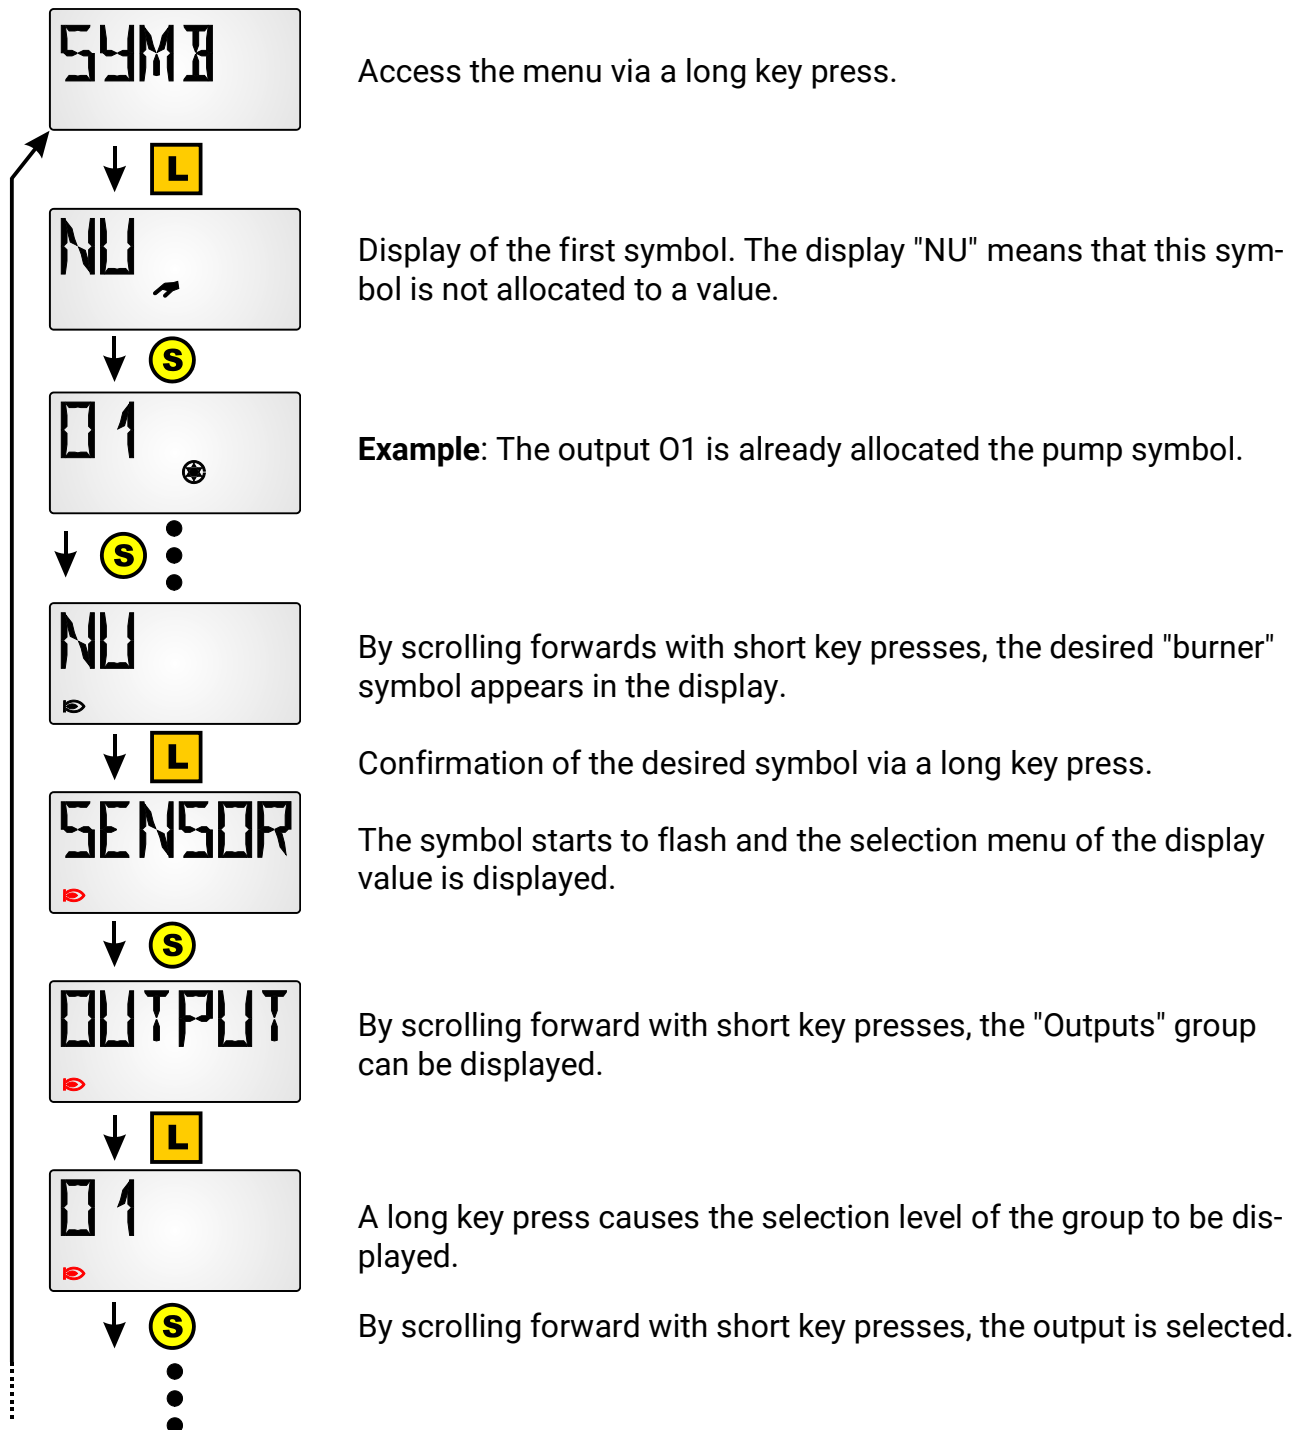 SYMB
Access the menu via a long key press.
L
NU
Display of the first symbol. The display "NU" means that this sym-
bol is not allocated to a value.
S
O1
Example: The output O1 is already allocated the pump symbol.
S
NU
By scrolling forwards with short key presses, the desired "burner"
symbol appears in the display.
L
Confirmation of the desired symbol via a long key press.
SENSOR
The symbol starts to flash and the selection menu of the display
value is displayed.
S
OUTPUT
By scrolling forward with short key presses, the "Outputs" group
can be displayed.
L
O1
A long key press causes the selection level of the group to be dis-
played.
S
By scrolling forward with short key presses, the output is selected.